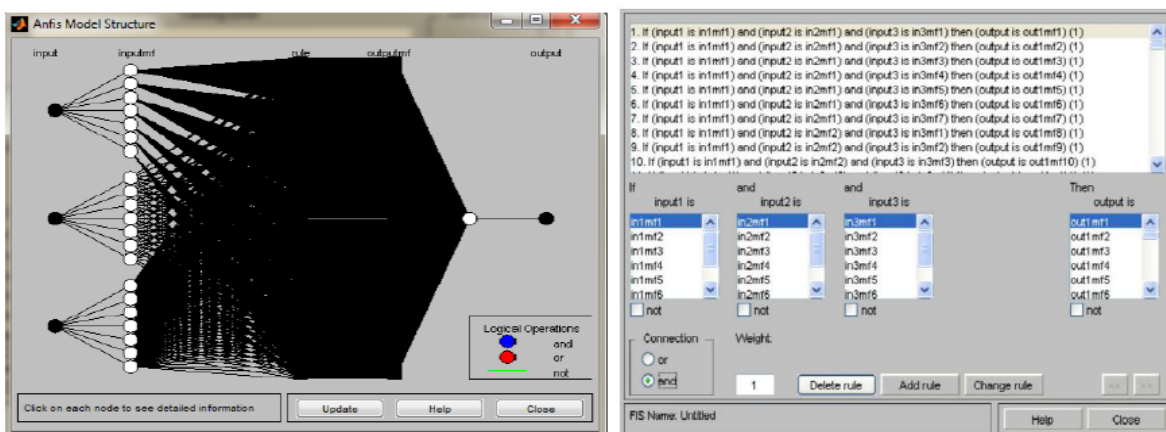 Anfis Model Structure
input inputmf rule outputmf output
Logical Operations
and
or
not
Click on each node to see detailed information
Update Help Close
1. If (input1 is in1mf1) and (input2 is in2mf1) and (input3 is in3mf1) then (output is out1mf1) (1)
2. If (input1 is in1mf1) and (input2 is in2mf1) and (input3 is in3mf2) then (output is out1mf2) (1)
3. If (input1 is in1mf1) and (input2 is in2mf1) and (input3 is in3mf3) then (output is out1mf3) (1)
4. If (input1 is in1mf1) and (input2 is in2mf1) and (input3 is in3mf4) then (output is out1mf4) (1)
5. If (input1 is in1mf1) and (input2 is in2mf1) and (input3 is in3mf5) then (output is out1mf5) (1)
6. If (input1 is in1mf1) and (input2 is in2mf1) and (input3 is in3mf6) then (output is out1mf6) (1)
7. If (input1 is in1mf1) and (input2 is in2mf1) and (input3 is in3mf7) then (output is out1mf7) (1)
8. If (input1 is in1mf1) and (input2 is in2mf2) and (input3 is in3mf1) then (output is out1mf8) (1)
9. If (input1 is in1mf1) and (input2 is in2mf2) and (input3 is in3mf2) then (output is out1mf9) (1)
10. If (input1 is in1mf1) and (input2 is in2mf2) and (input3 is in3mf3) then (output is out1mf10) (1)
If and and Then
input1 is input2 is input3 is output is
in1mf1 in2mf1 in3mf1 out1mf1
in1mf2 in2mf2 in3mf2 out1mf2
in1mf3 in2mf3 in3mf3 out1mf3
in1mf4 in2mf4 in3mf4 out1mf4
in1mf5 in2mf5 in3mf5 out1mf5
in1mf6 in2mf6 in3mf6 out1mf6
not not not not
Connection Weight:
or
and 1 Delete rule Add rule Change rule << >>
FIS Name: Untitled Help Close